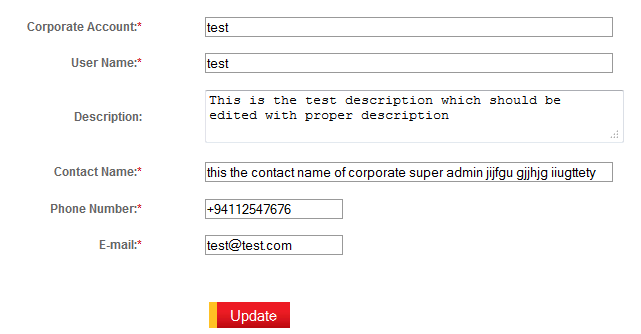 Corporate Account:* test
User Name:* test
Description: This is the test description which should be
edited with proper description
Contact Name:* this the contact name of corporate super admin jijfgu gjjhjg iiugttety
Phone Number:* +94112547676
E-mail:* test@test.com
Update